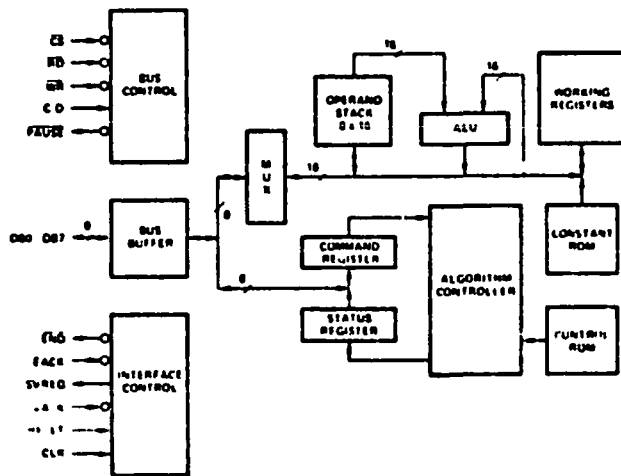 CS
RD
WR
C D
PAUSE
BUS
CONTROL
8
DB0 DB7
BUS
BUFFER
8
8
MUX
16
16
OPERAND
STACK
8 x 16
16
ALU
WORKING
REGISTERS
CONSTANT
ROM
COMMAND
REGISTER
STATUS
REGISTER
ALGORITHM
CONTROLLER
CONTROL
ROM
END
EACK
SVREQ
INTERFACE
CONTROL
CLK